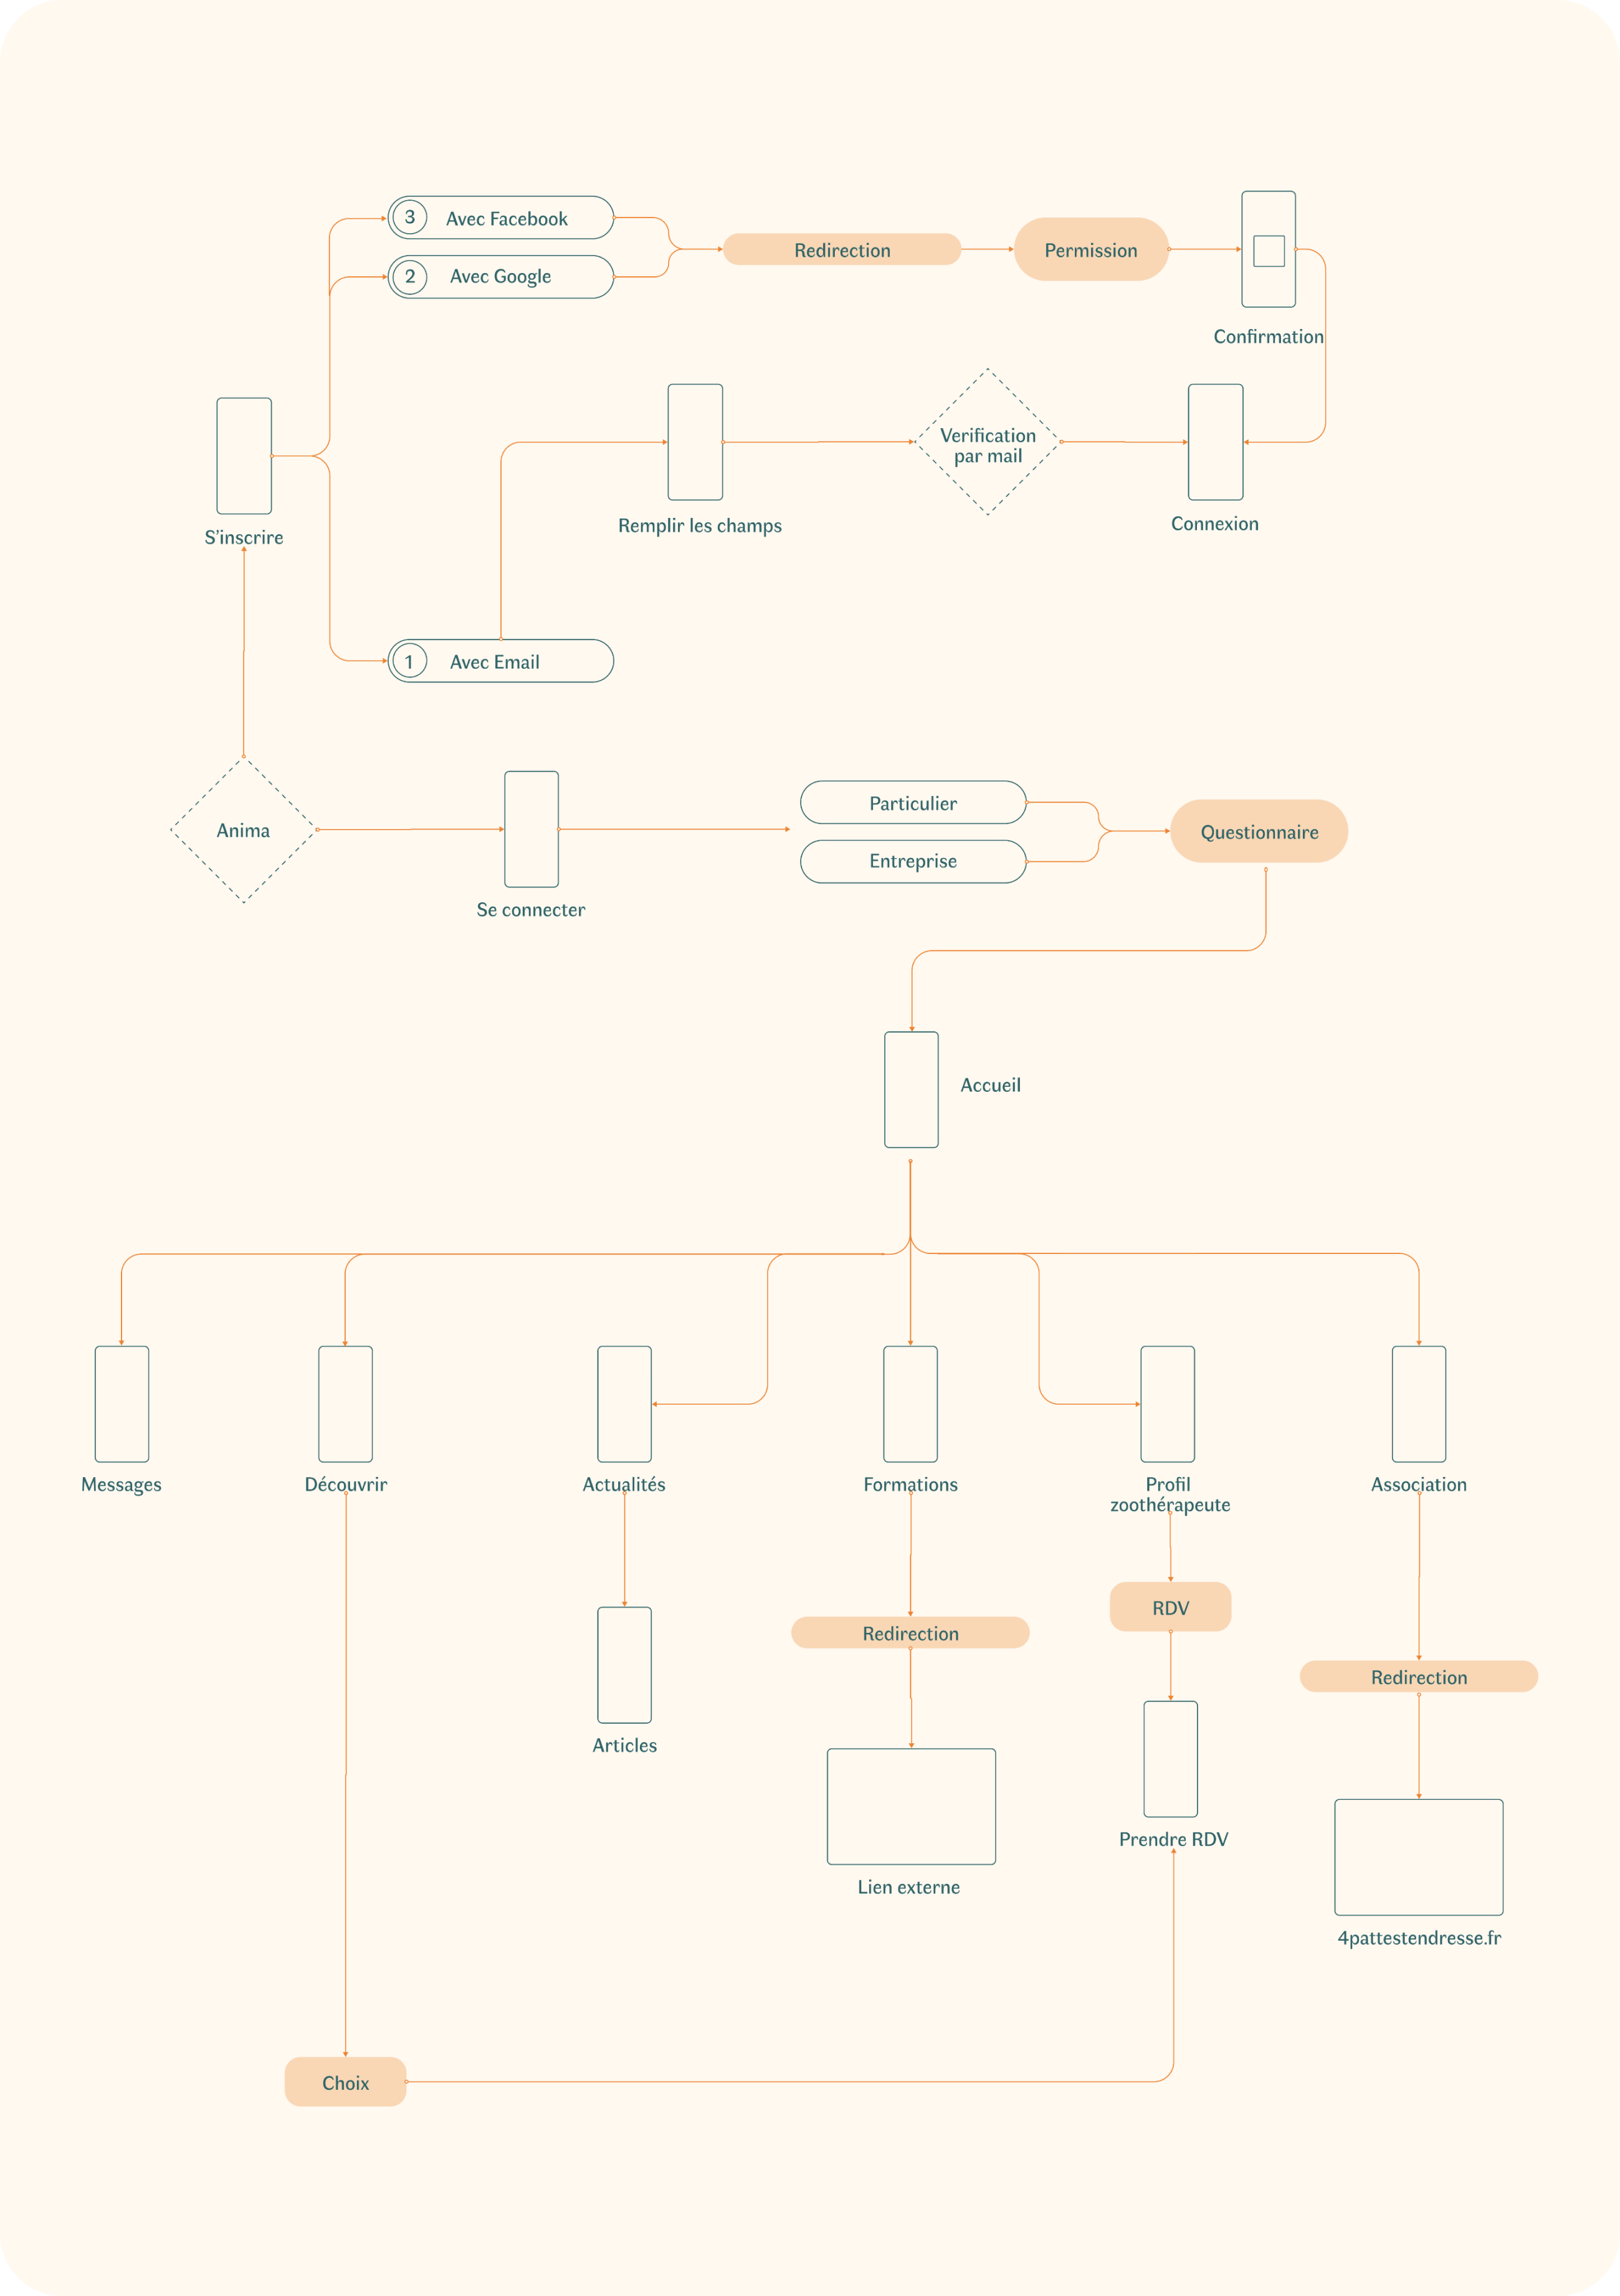 3 Avec Facebook
2 Avec Google
Redirection
Permission
Confirmation
S'inscrire
Remplir les champs
Verification
par mail
Connexion
1 Avec Email
Anima
Se connecter
Particulier
Entreprise
Questionnaire
Accueil
Messages
Découvrir
Actualités
Formations
Profil
zoothérapeute
Association
Articles
Redirection
Lien externe
RDV
Prendre RDV
Redirection
4pattestendresse.fr
Choix